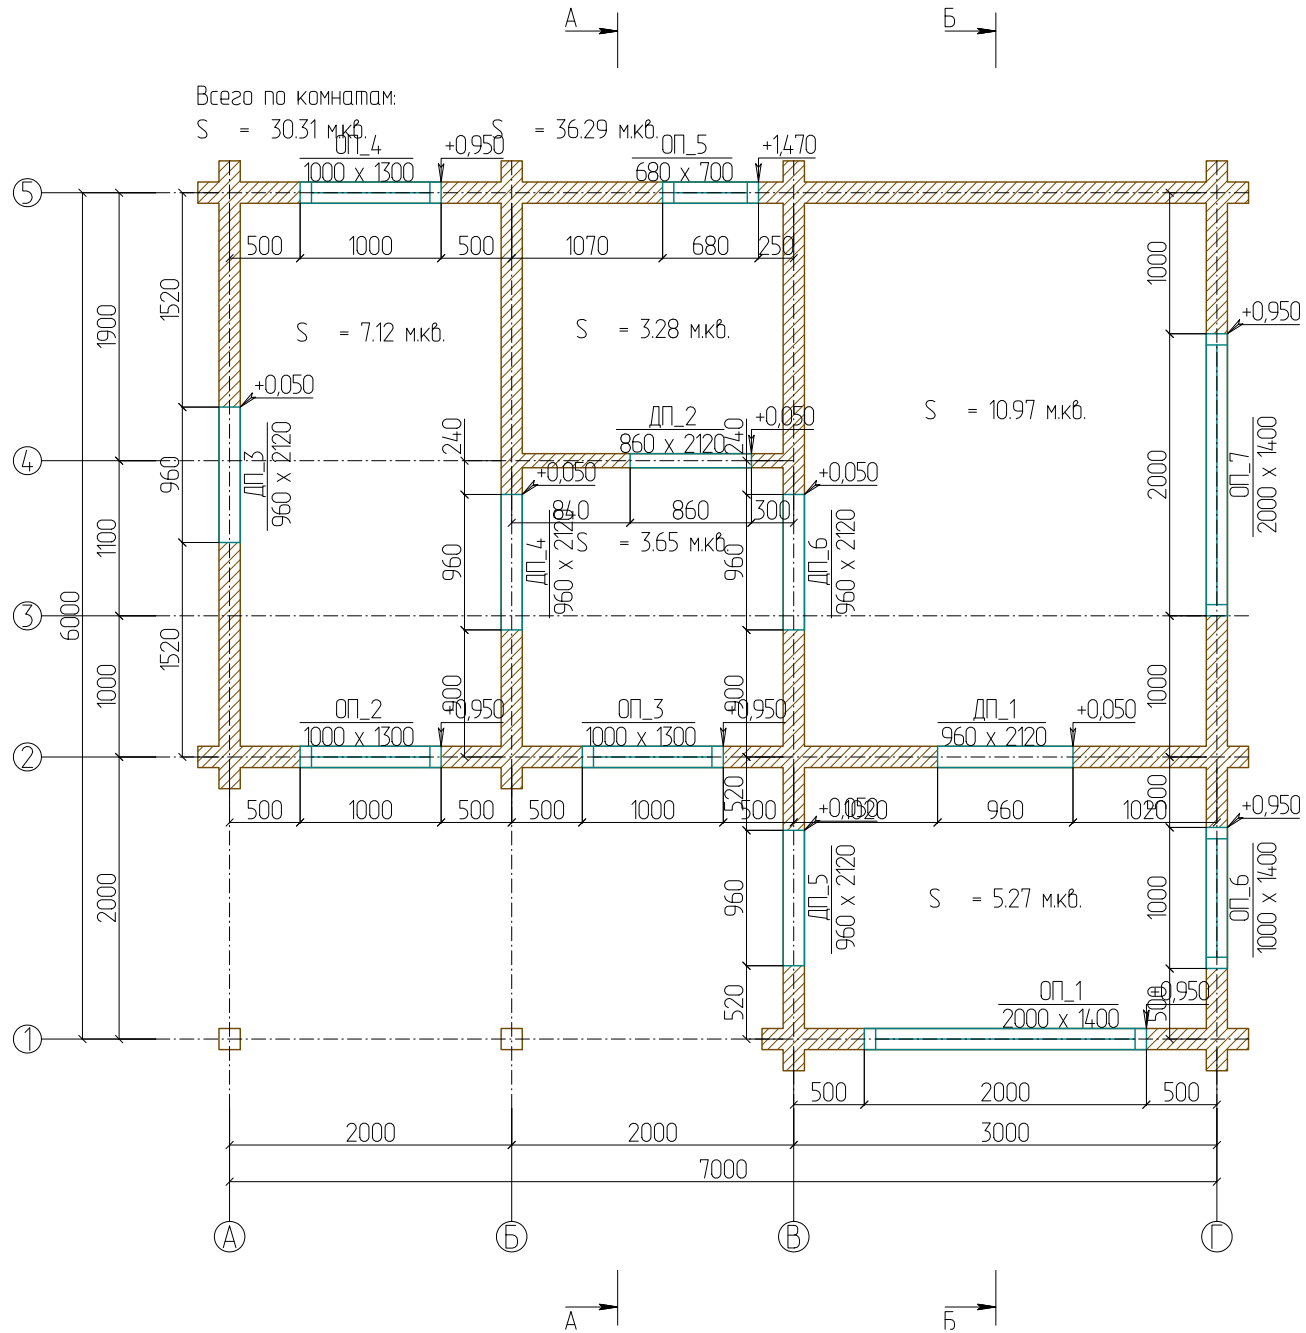 А
Б
Всего по комнатам:
S = 30.31 м.кв. S = 36.29 м.кв.
ОП_4
1000 x 1300
+0,950
ОП_5
680 x 700
+1,470
5
500
1000
500
1070
680
250
1000
1520
1900
S = 7.12 м.кв.
S = 3.28 м.кв.
+0,950
+0,050
S = 10.97 м.кв.
ДП_2
860 x 2120
+0,050
240
240
4
960
ДП_3
960 x 2120
+0,050
+0,050
2000
ОП_7
2000 x 1400
840
860
300
1100
960
ДП_4
960 x 2120
S = 3.65 м.кв.
960
ДП_6
960 x 2120
3
6000
1520
1000
900
900
1000
ОП_2
1000 x 1300
+0,950
ОП_3
1000 x 1300
+0,950
ДП_1
960 x 2120
+0,050
2
500
1000
500
500
1000
500
520
+0,050
1020
960
1020
500
+0,950
2000
960
ДП_5
960 x 2120
S = 5.27 м.кв.
1000
ОП_6
1000 x 1400
520
ОП_1
2000 x 1400
+0,950
500
1
500
2000
500
2000
2000
3000
7000
А
Б
В
Г
А
Б